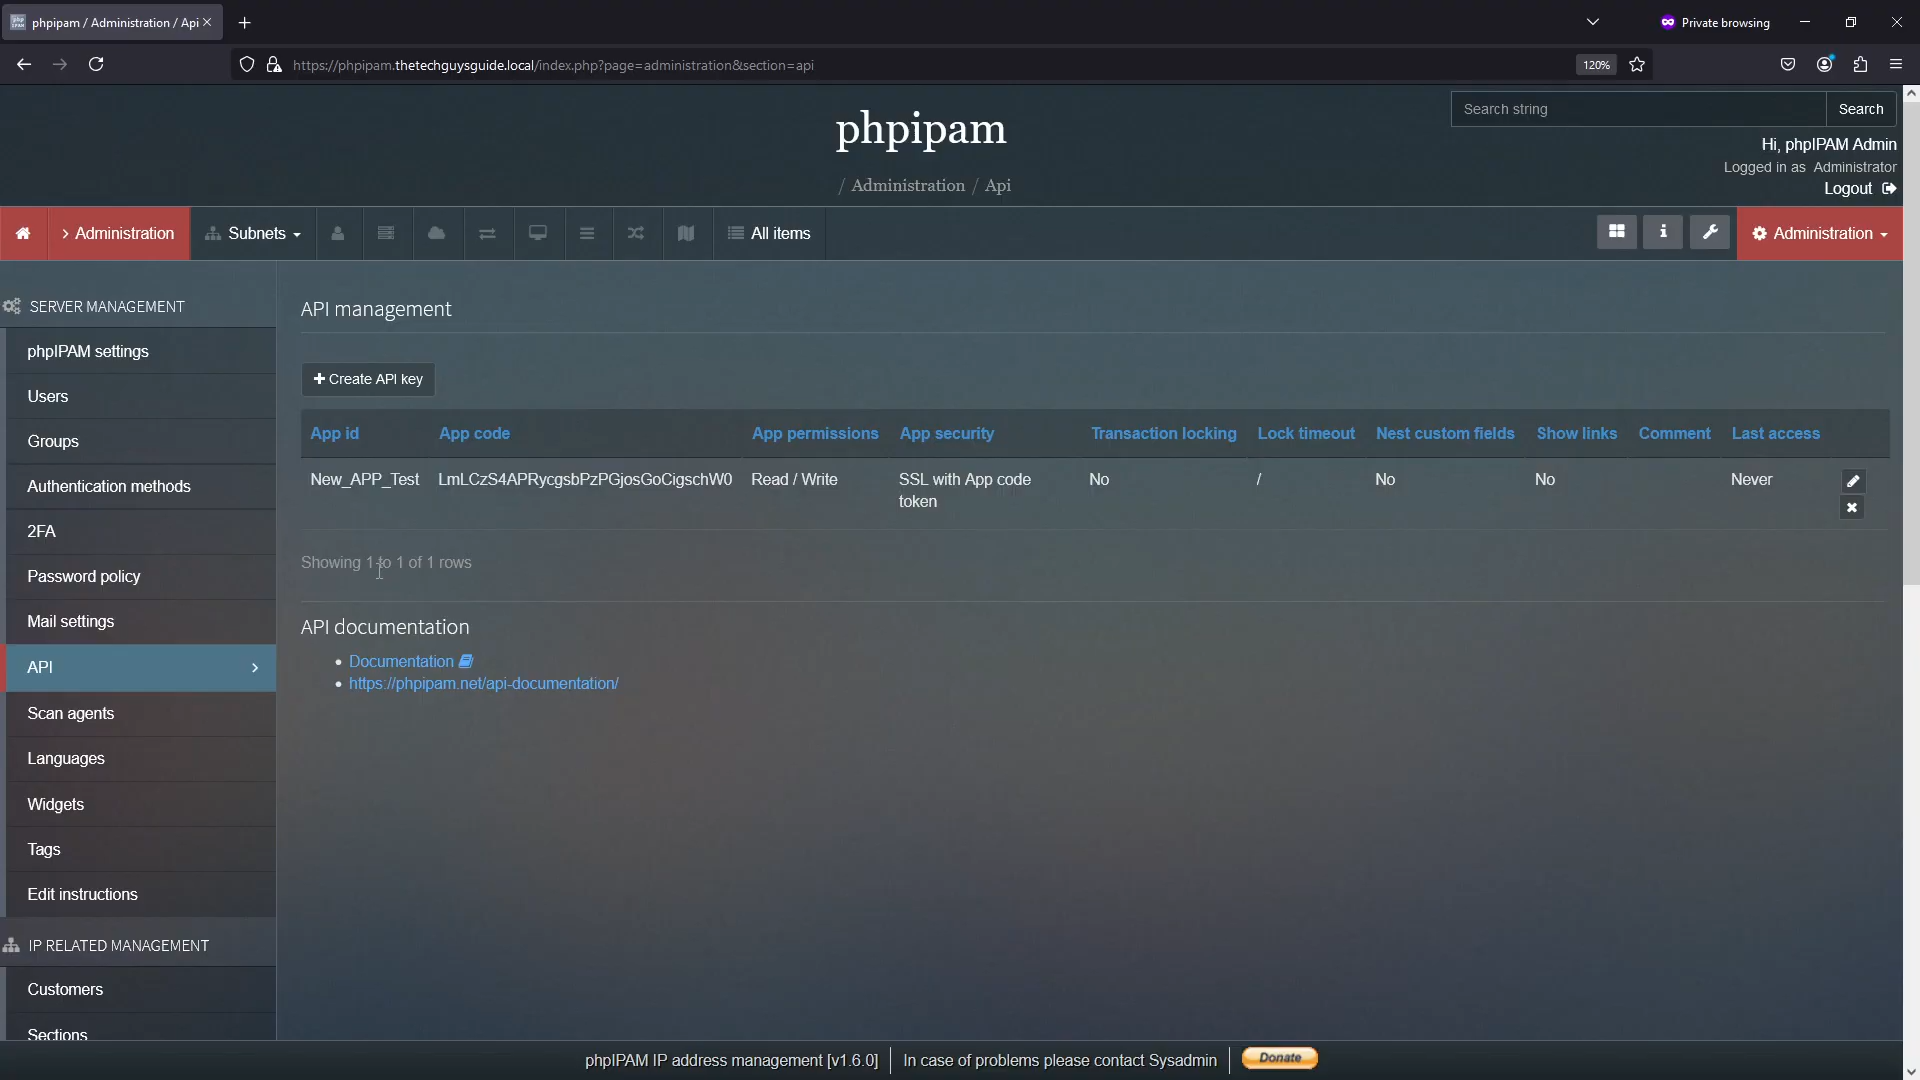 phpipam / Administration / Api
Private browsing
https://phpipam.thetechguysguide.local/index.php?page=administration&section=api
120%
phpipam
/ Administration / Api
Search string
Search
Hi, phpIPAM Admin
Logged in as Administrator
Logout
Administration
Subnets
All items
Administration
SERVER MANAGEMENT
phpIPAM settings
Users
Groups
Authentication methods
2FA
Password policy
Mail settings
API
Scan agents
Languages
Widgets
Tags
Edit instructions
IP RELATED MANAGEMENT
Customers
Sections
API management
Create API key
App id App code App permissions App security Transaction locking Lock timeout Nest custom fields Show links Comment Last access
New_APP_Test LmLCzS4APRycgsbPzPGjosGoCigschW0 Read / Write SSL with App code No / No No Never
token
Showing 1 to 1 of 1 rows
API documentation
Documentation
https://phpipam.net/api-documentation/
phpIPAM IP address management [v1.6.0]
In case of problems please contact Sysadmin
Donate